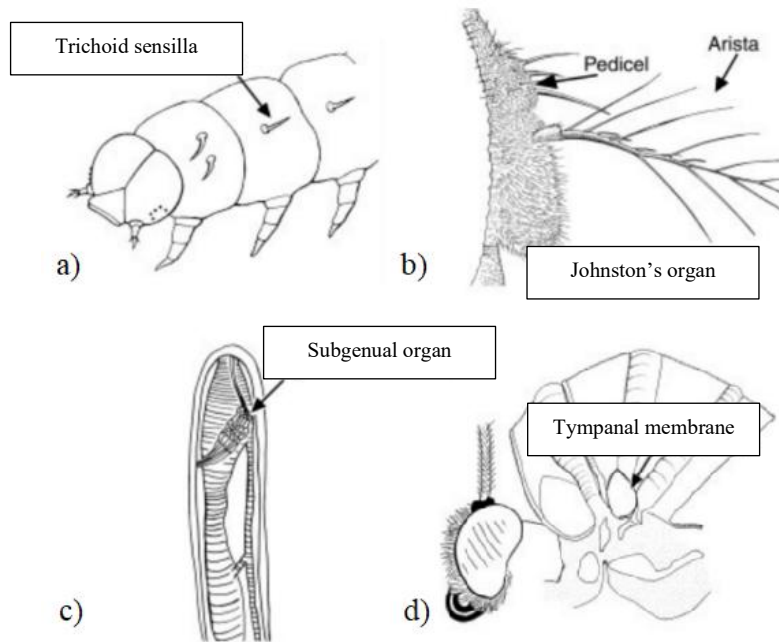 Trichoid sensilla
Pedicel
Arista
a)
b)
Johnston’s organ
Subgenual organ
Tympanal membrane
c)
d)